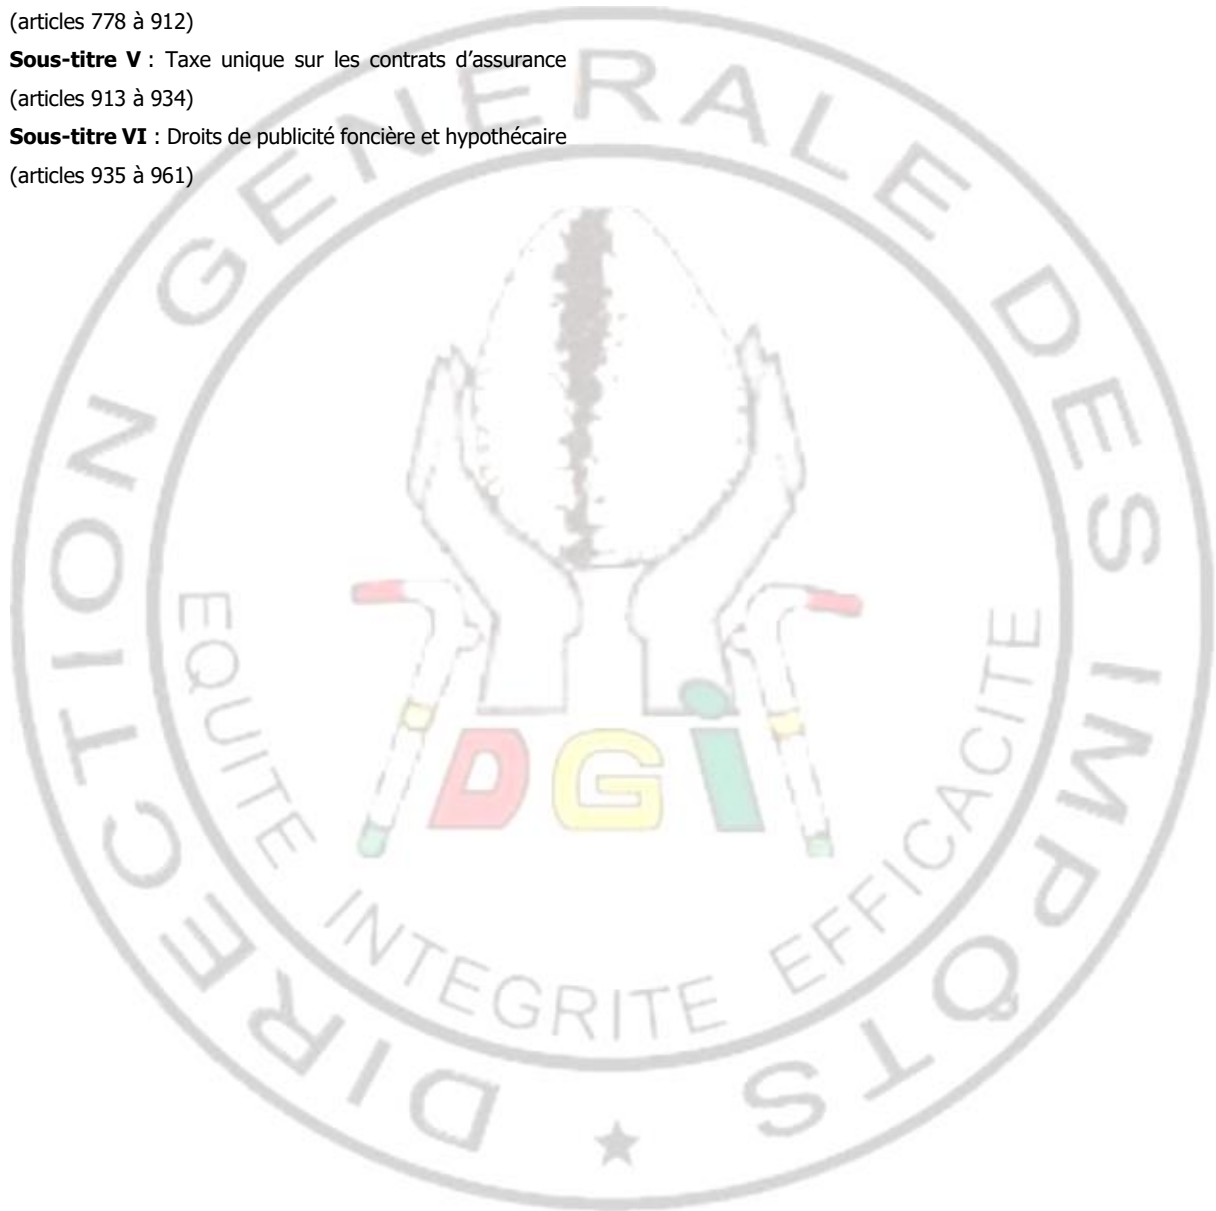 (articles 778 à 912)
Sous-titre V : Taxe unique sur les contrats d’assurance
(articles 913 à 934)
Sous-titre VI : Droits de publicité foncière et hypothécaire
(articles 935 à 961)
DIRECTION GENERALE DES IMPÔTS
EQUITE INTEGRITE EFFICACITE
DGI